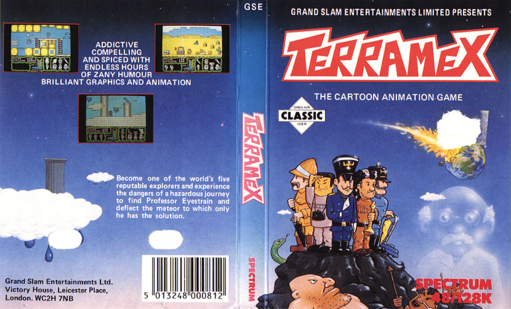 ADDICTIVE
COMPELLING
AND SPICED WITH
ENDLESS HOURS
OF ZANY HUMOUR
BRILLIANT GRAPHICS AND ANIMATION
Become one of the world's five
reputable explorers and experience
the dangers of a hazardous journey
to find Professor Eyestrain and
deflect the meteor to which only
he has the solution.
Grand Slam Entertainments Ltd.
Victory House, Leicester Place,
London. WC2H 7NB
5 013248 000812
GSE
TERRAMEX
SPECTRUM
GRAND SLAM ENTERTAINMENTS LIMITED PRESENTS
TERRAMEX
THE CARTOON ANIMATION GAME
SINCLAIR
CLASSIC
USER
SPECTRUM
48/128K